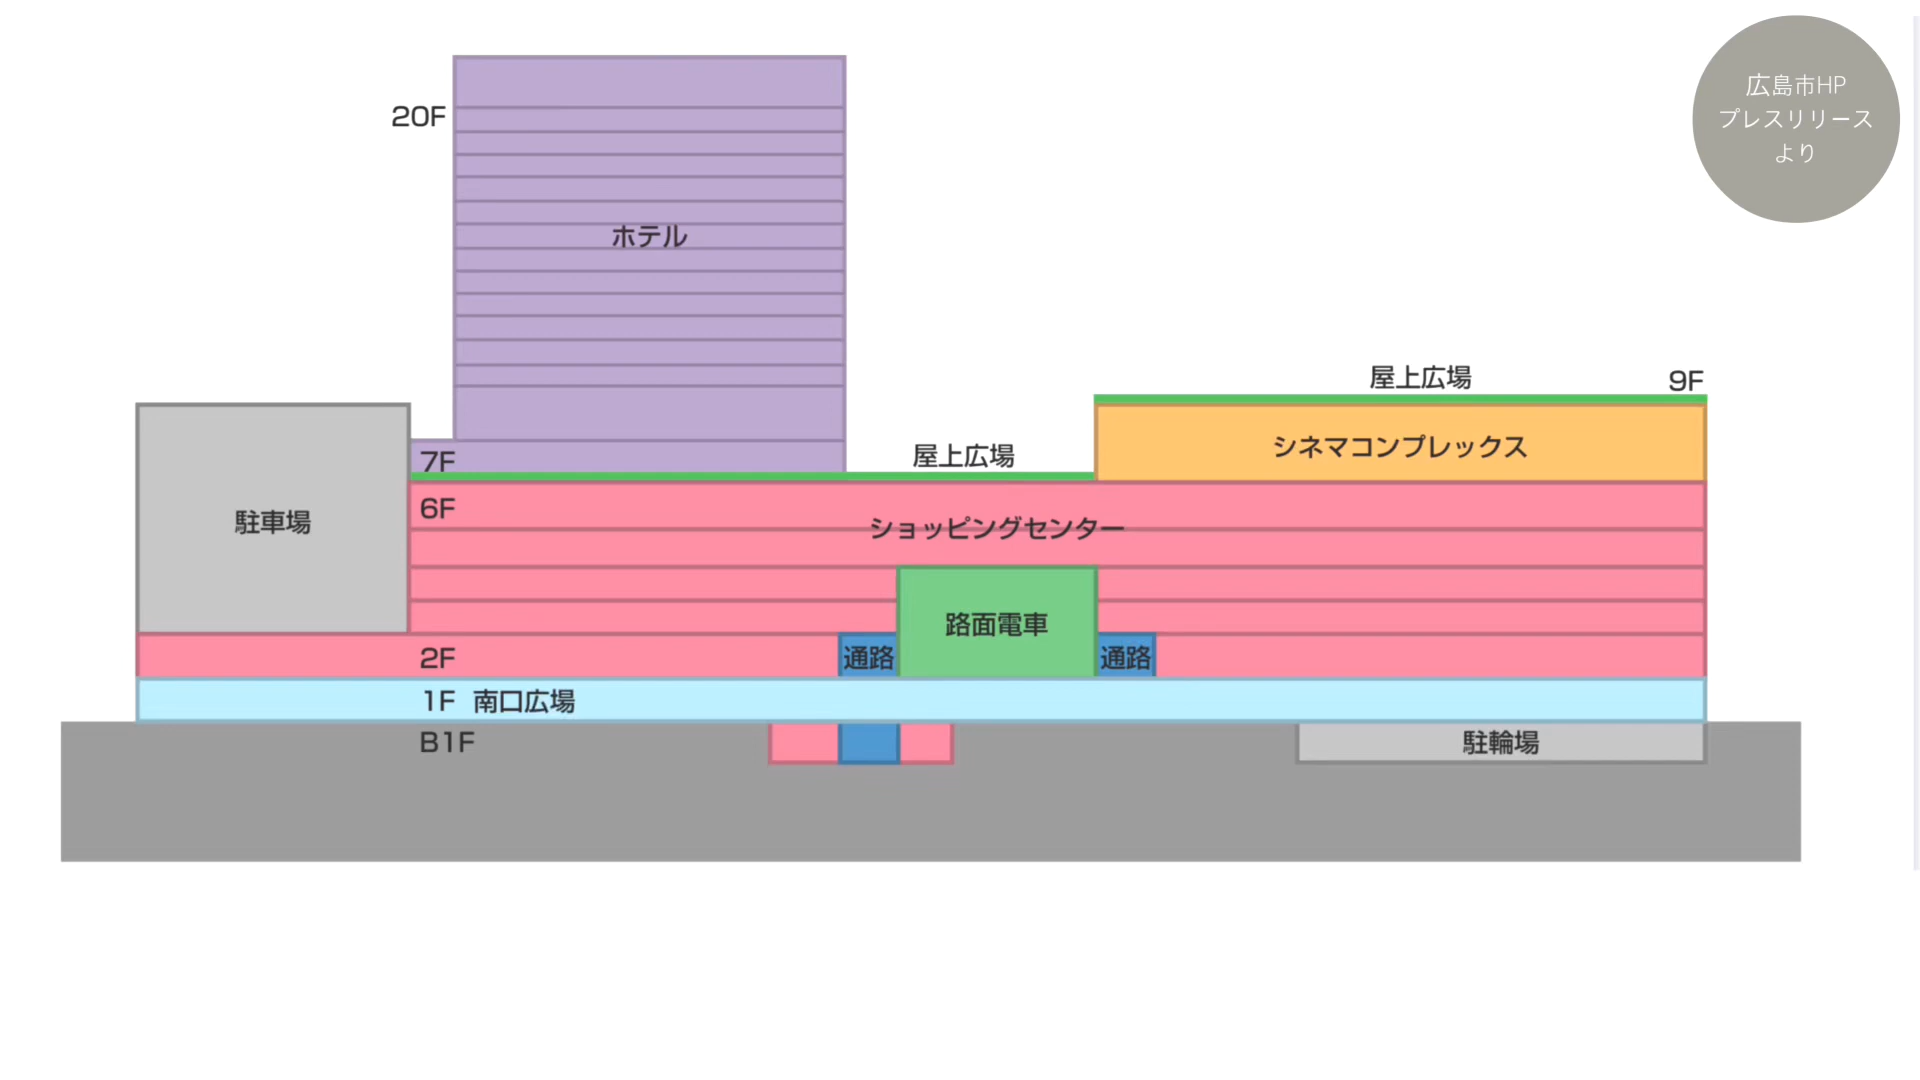 広島市HP
プレスリリース
より
20F
ホテル
屋上広場
9F
シネマコンプレックス
屋上広場
7F
6F
駐車場
ショッピングセンター
路面電車
2F
通路
通路
1F 南口広場
B1F
駐輪場